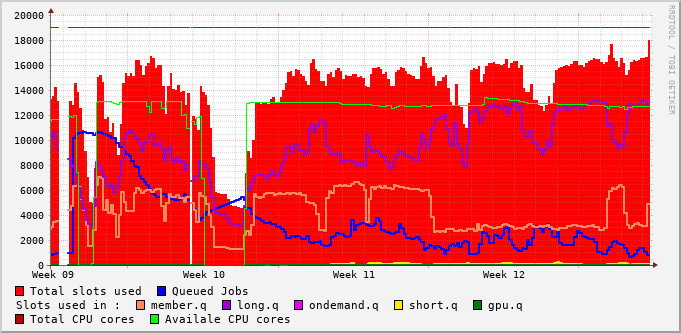 20000
18000
16000
14000
12000
10000
8000
6000
4000
2000
0
Week 09 Week 10 Week 11 Week 12
RRDTOOL / TOBI OETIKER
Total slots used Queued Jobs
Slots used in : member.q long.q ondemand.q short.q gpu.q
Total CPU cores Availale CPU cores